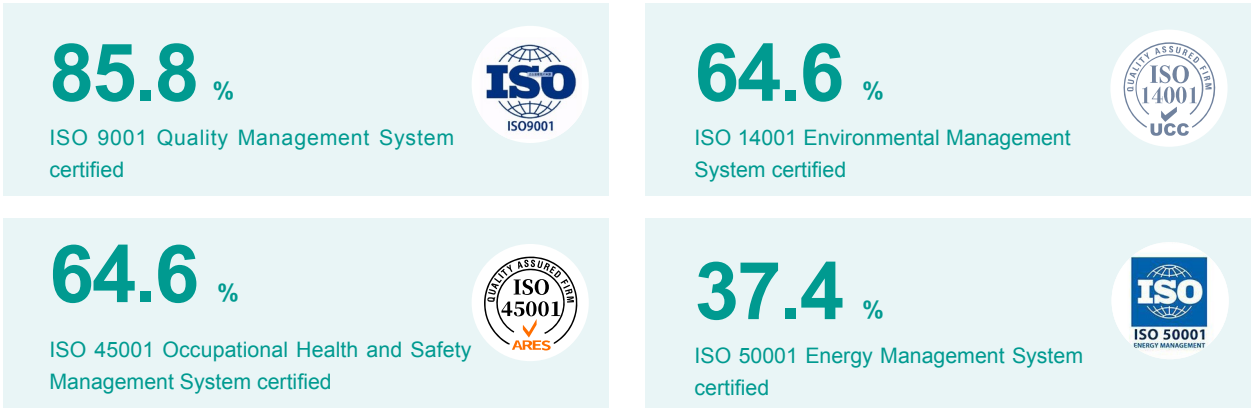 85.8 %
ISO 9001 Quality Management System
certified
ISO
ISO9001
64.6 %
ISO 14001 Environmental Management
System certified
QUALITY ASSURED FIRM
ISO
14001
UCC
64.6 %
ISO 45001 Occupational Health and Safety
Management System certified
QUALITY ASSURED FIRM
ISO
45001
ARES
37.4 %
ISO 50001 Energy Management System
certified
ISO
ISO 50001
ENERGY MANAGEMENT